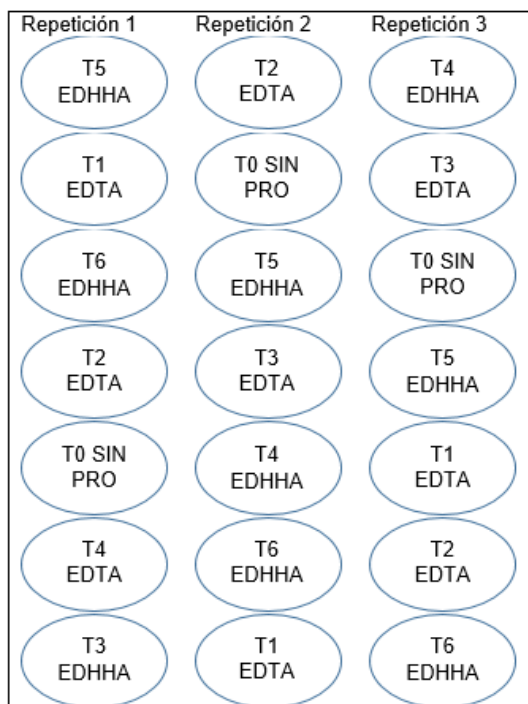 Repetición 1 Repetición 2 Repetición 3
T5 T2 T4
EDHHA EDTA EDHHA
T1 T0 SIN T3
EDTA PRO EDTA
T6 T5 T0 SIN
EDHHA EDHHA PRO
T2 T3 T5
EDTA EDTA EDHHA
T0 SIN T4 T1
PRO EDHHA EDTA
T4 T6 T2
EDTA EDHHA EDTA
T3 T1 T6
EDHHA EDTA EDHHA